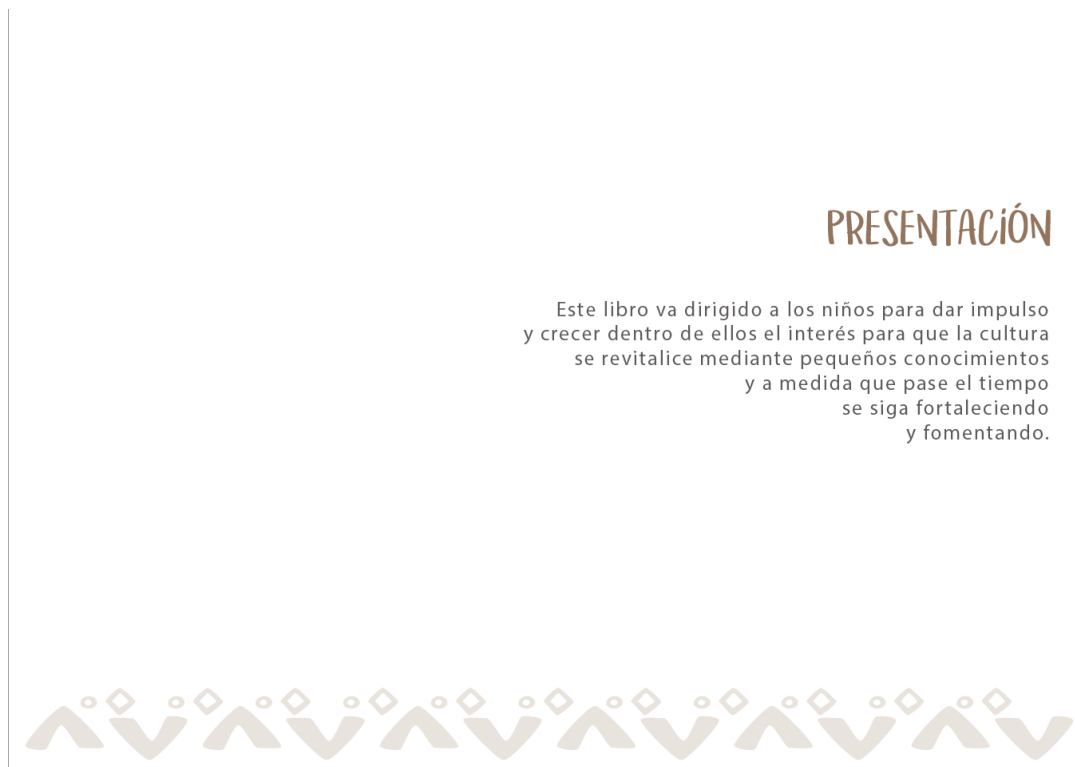 PRESENTACIÓN
Este libro va dirigido a los niños para dar impulso
y crecer dentro de ellos el interés para que la cultura
se revitalice mediante pequeños conocimientos
y a medida que pase el tiempo
se siga fortaleciendo
y fomentando.